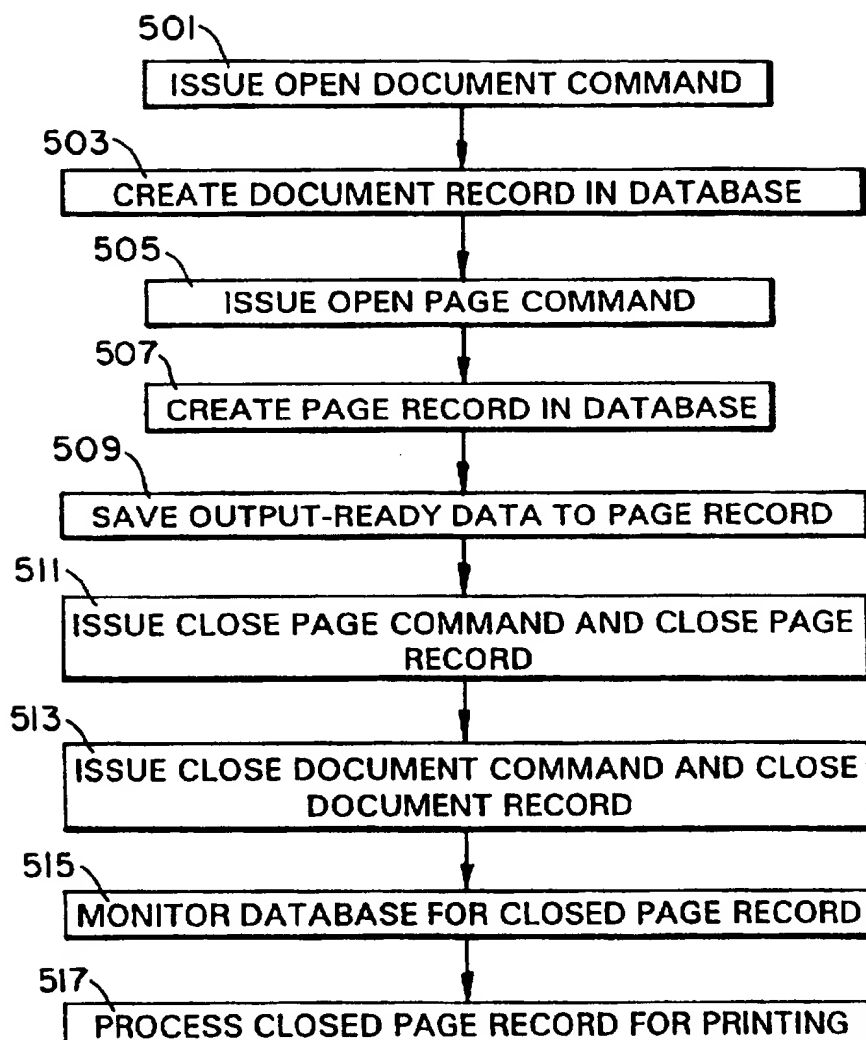 501
ISSUE OPEN DOCUMENT COMMAND
503
CREATE DOCUMENT RECORD IN DATABASE
505
ISSUE OPEN PAGE COMMAND
507
CREATE PAGE RECORD IN DATABASE
509
SAVE OUTPUT-READY DATA TO PAGE RECORD
511
ISSUE CLOSE PAGE COMMAND AND CLOSE PAGE
RECORD
513
ISSUE CLOSE DOCUMENT COMMAND AND CLOSE
DOCUMENT RECORD
515
MONITOR DATABASE FOR CLOSED PAGE RECORD
517
PROCESS CLOSED PAGE RECORD FOR PRINTING